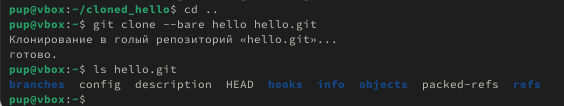 pup@vbox:~/cloned_hello$ cd ..
pup@vbox:~$ git clone --bare hello hello.git
Клонирование в голый репозиторий «hello.git»...
готово.
pup@vbox:~$ ls hello.git
branches config description HEAD hooks info objects packed-refs refs
pup@vbox:~$